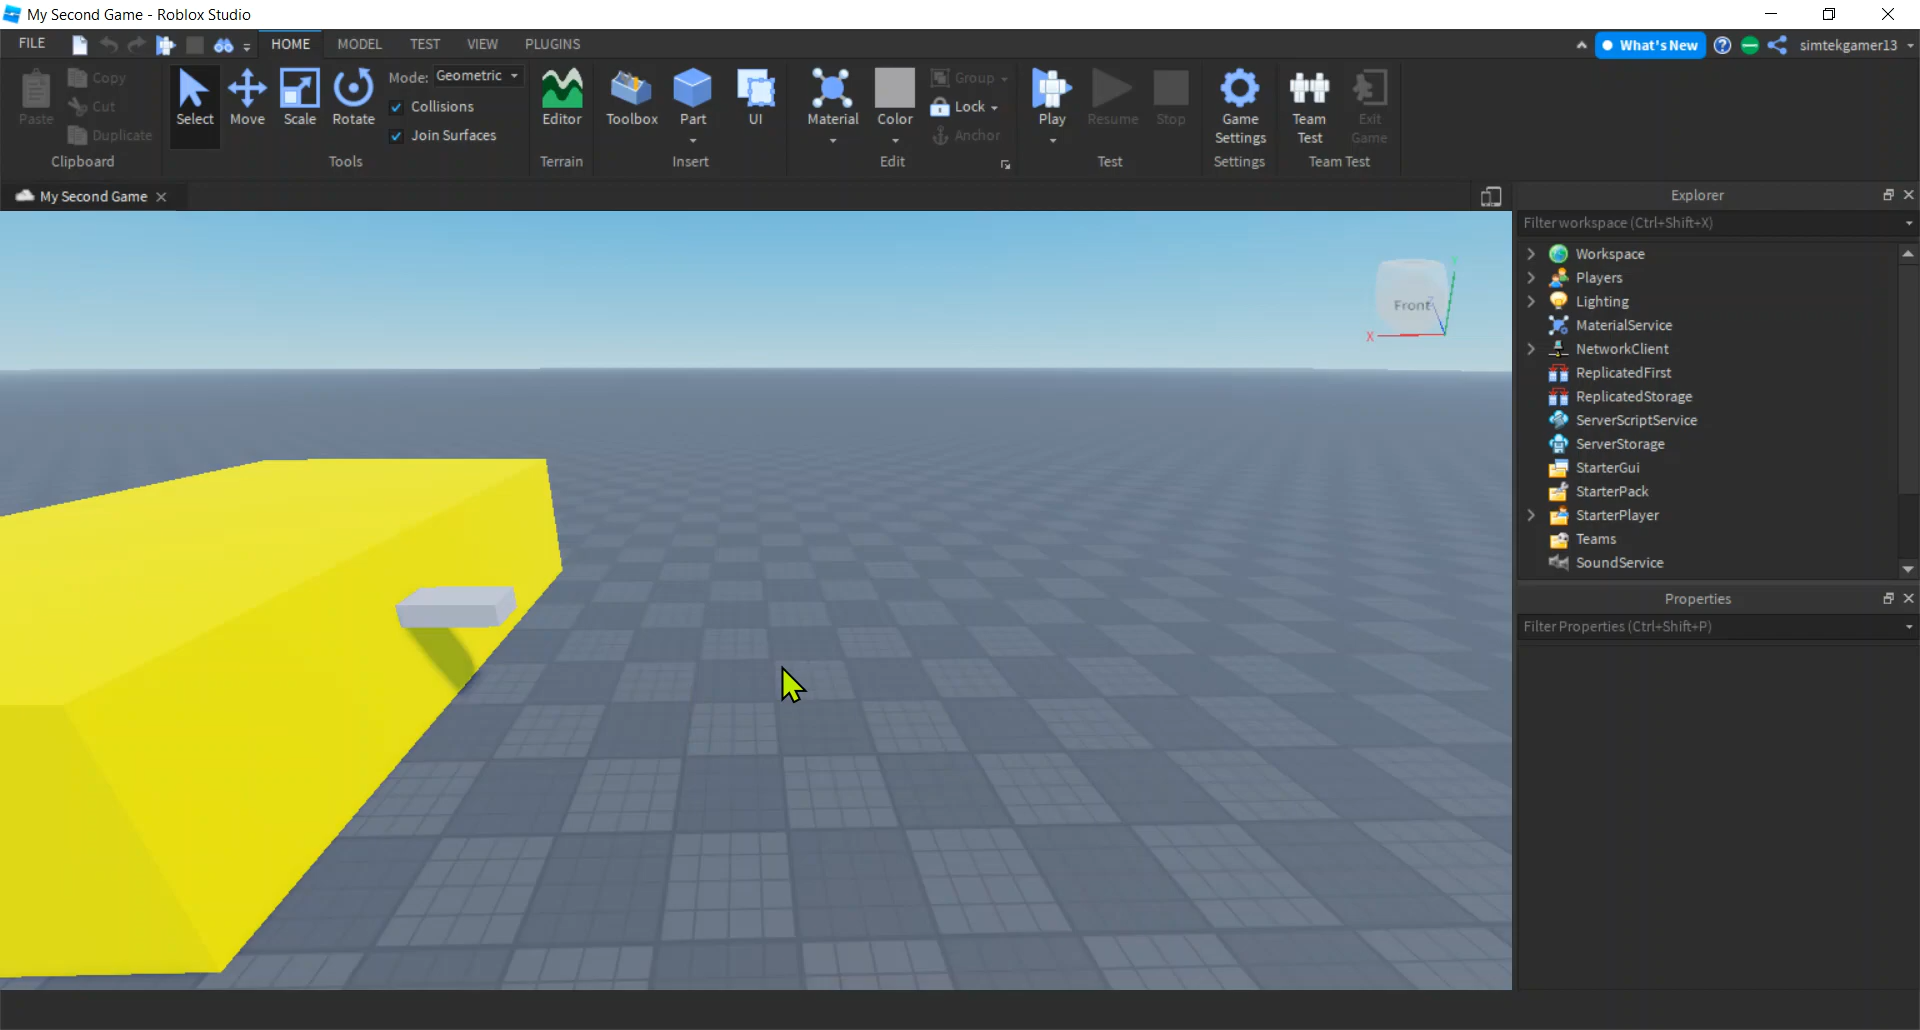 My Second Game - Roblox Studio
FILE HOME MODEL TEST VIEW PLUGINS What's New simtekgamer13
Paste Copy Cut Duplicate
Clipboard
Select Move Scale Rotate Mode: Geometric
Collisions
Join Surfaces
Tools
Editor
Terrain
Toolbox Part UI
Insert
Material Color Group Lock Anchor
Edit
Play Resume Stop
Test
Game Settings
Settings
Team Test Exit Game
Team Test
My Second Game
Front
X
Y
Z
Explorer
Filter workspace (Ctrl+Shift+X)
Workspace
Players
Lighting
MaterialService
NetworkClient
ReplicatedFirst
ReplicatedStorage
ServerScriptService
ServerStorage
StarterGui
StarterPack
StarterPlayer
Teams
SoundService
Properties
Filter Properties (Ctrl+Shift+P)